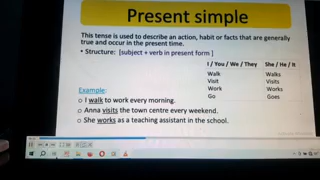 Present simple
This tense is used to describe an action, habit or facts that are generally
true and occur in the present time.
• Structure: [subject + verb in present form ]
I / You / We / They She / He / It
Walk Walks
Visit Visits
Work Works
Go Goes
Example:
o I walk to work every morning.
o Anna visits the town centre every weekend.
o She works as a teaching assistant in the school.